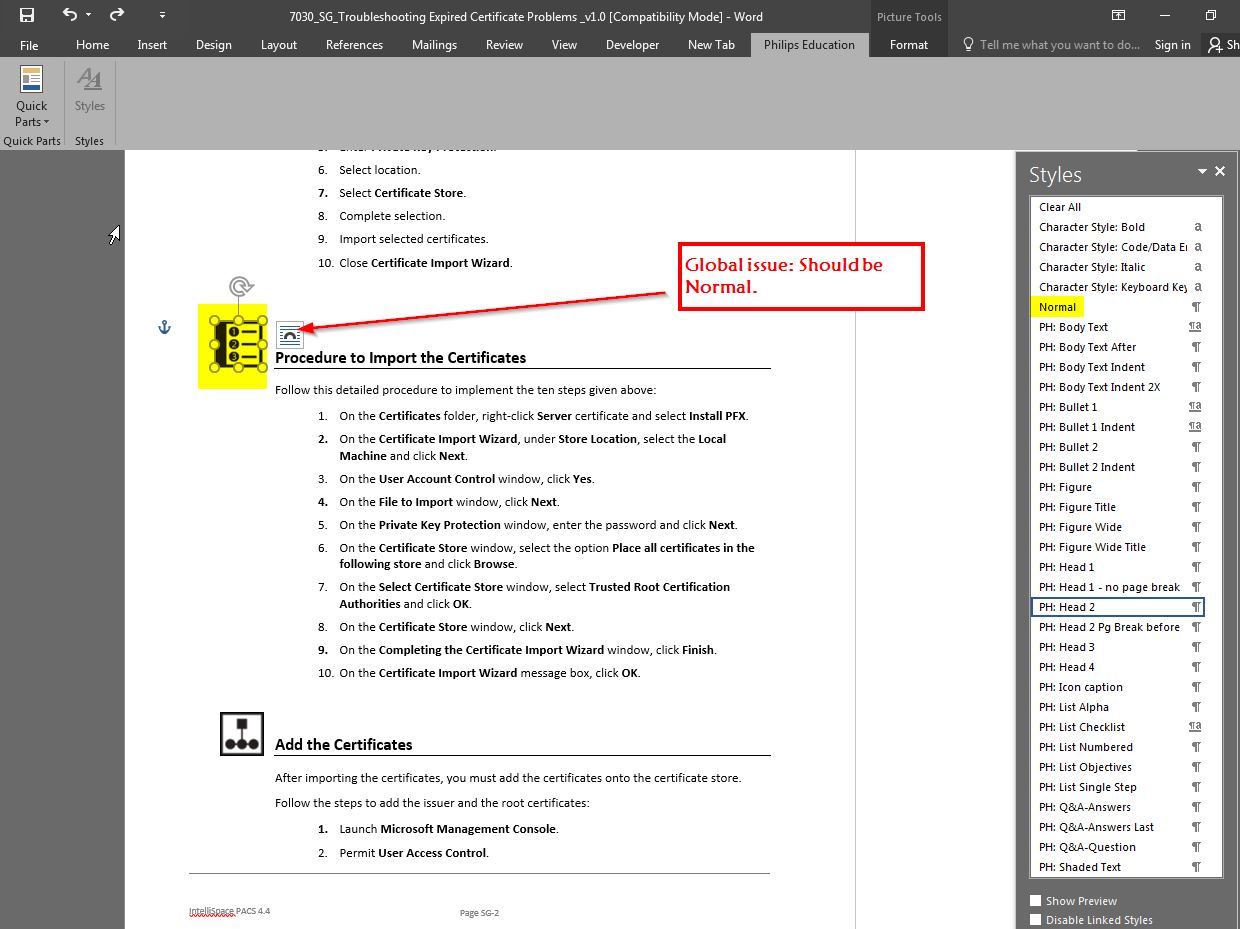 7030_SG_Troubleshooting Expired Certificate Problems _v1.0 [Compatibility Mode] - Word
Picture Tools
File Home Insert Design Layout References Mailings Review View Developer New Tab Philips Education Format Tell me what you want to do... Sign in Sh
Quick
Parts
Styles
Quick Parts
Styles
6. Select location.
7. Select Certificate Store.
8. Complete selection.
9. Import selected certificates.
10. Close Certificate Import Wizard.
Global issue: Should be
Normal.
1
2
3
Procedure to Import the Certificates
Follow this detailed procedure to implement the ten steps given above:
1. On the Certificates folder, right-click Server certificate and select Install PFX.
2. On the Certificate Import Wizard, under Store Location, select the Local
Machine and click Next.
3. On the User Account Control window, click Yes.
4. On the File to Import window, click Next.
5. On the Private Key Protection window, enter the password and click Next.
6. On the Certificate Store window, select the option Place all certificates in the
following store and click Browse.
7. On the Select Certificate Store window, select Trusted Root Certification
Authorities and click OK.
8. On the Certificate Store window, click Next.
9. On the Completing the Certificate Import Wizard window, click Finish.
10. On the Certificate Import Wizard message box, click OK.
Add the Certificates
After importing the certificates, you must add the certificates onto the certificate store.
Follow the steps to add the issuer and the root certificates:
1. Launch Microsoft Management Console.
2. Permit User Access Control.
IntelliSpace PACS 4.4
Page SG-2
Styles
Clear All
Character Style: Bold a
Character Style: Code/Data Er a
Character Style: Italic a
Character Style: Keyboard Key a
Normal ¶
PH: Body Text ¶a
PH: Body Text After ¶
PH: Body Text Indent ¶
PH: Body Text Indent 2X ¶
PH: Bullet 1 ¶a
PH: Bullet 1 Indent ¶a
PH: Bullet 2 ¶
PH: Bullet 2 Indent ¶
PH: Figure ¶
PH: Figure Title ¶
PH: Figure Wide ¶
PH: Figure Wide Title ¶
PH: Head 1 ¶
PH: Head 1 - no page break ¶
PH: Head 2 ¶
PH: Head 2 Pg Break before ¶
PH: Head 3 ¶
PH: Head 4 ¶
PH: Icon caption ¶
PH: List Alpha ¶
PH: List Checklist ¶a
PH: List Numbered ¶
PH: List Objectives ¶
PH: List Single Step ¶
PH: Q&A-Answers ¶
PH: Q&A-Answers Last ¶
PH: Q&A-Question ¶
PH: Shaded Text ¶
Show Preview
Disable Linked Styles